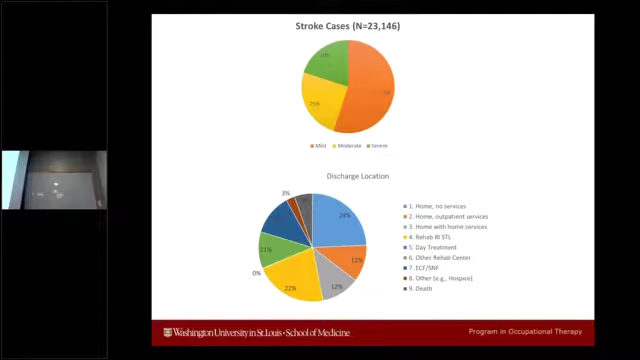 Stroke Cases (N=23,146)
25%
Mild Moderate Severe
Discharge Location
3%
24%
11%
11%
0%
22%
12%
1. Home, no services
2. Home, outpatient services
3. Home with home services
4. Rehab RI STL
5. Day Treatment
6. Other Rehab Center
7. ECF/SNF
8. Other (e.g., Hospice)
9. Death
Washington University in St. Louis • School of Medicine
Program in Occupational Therapy